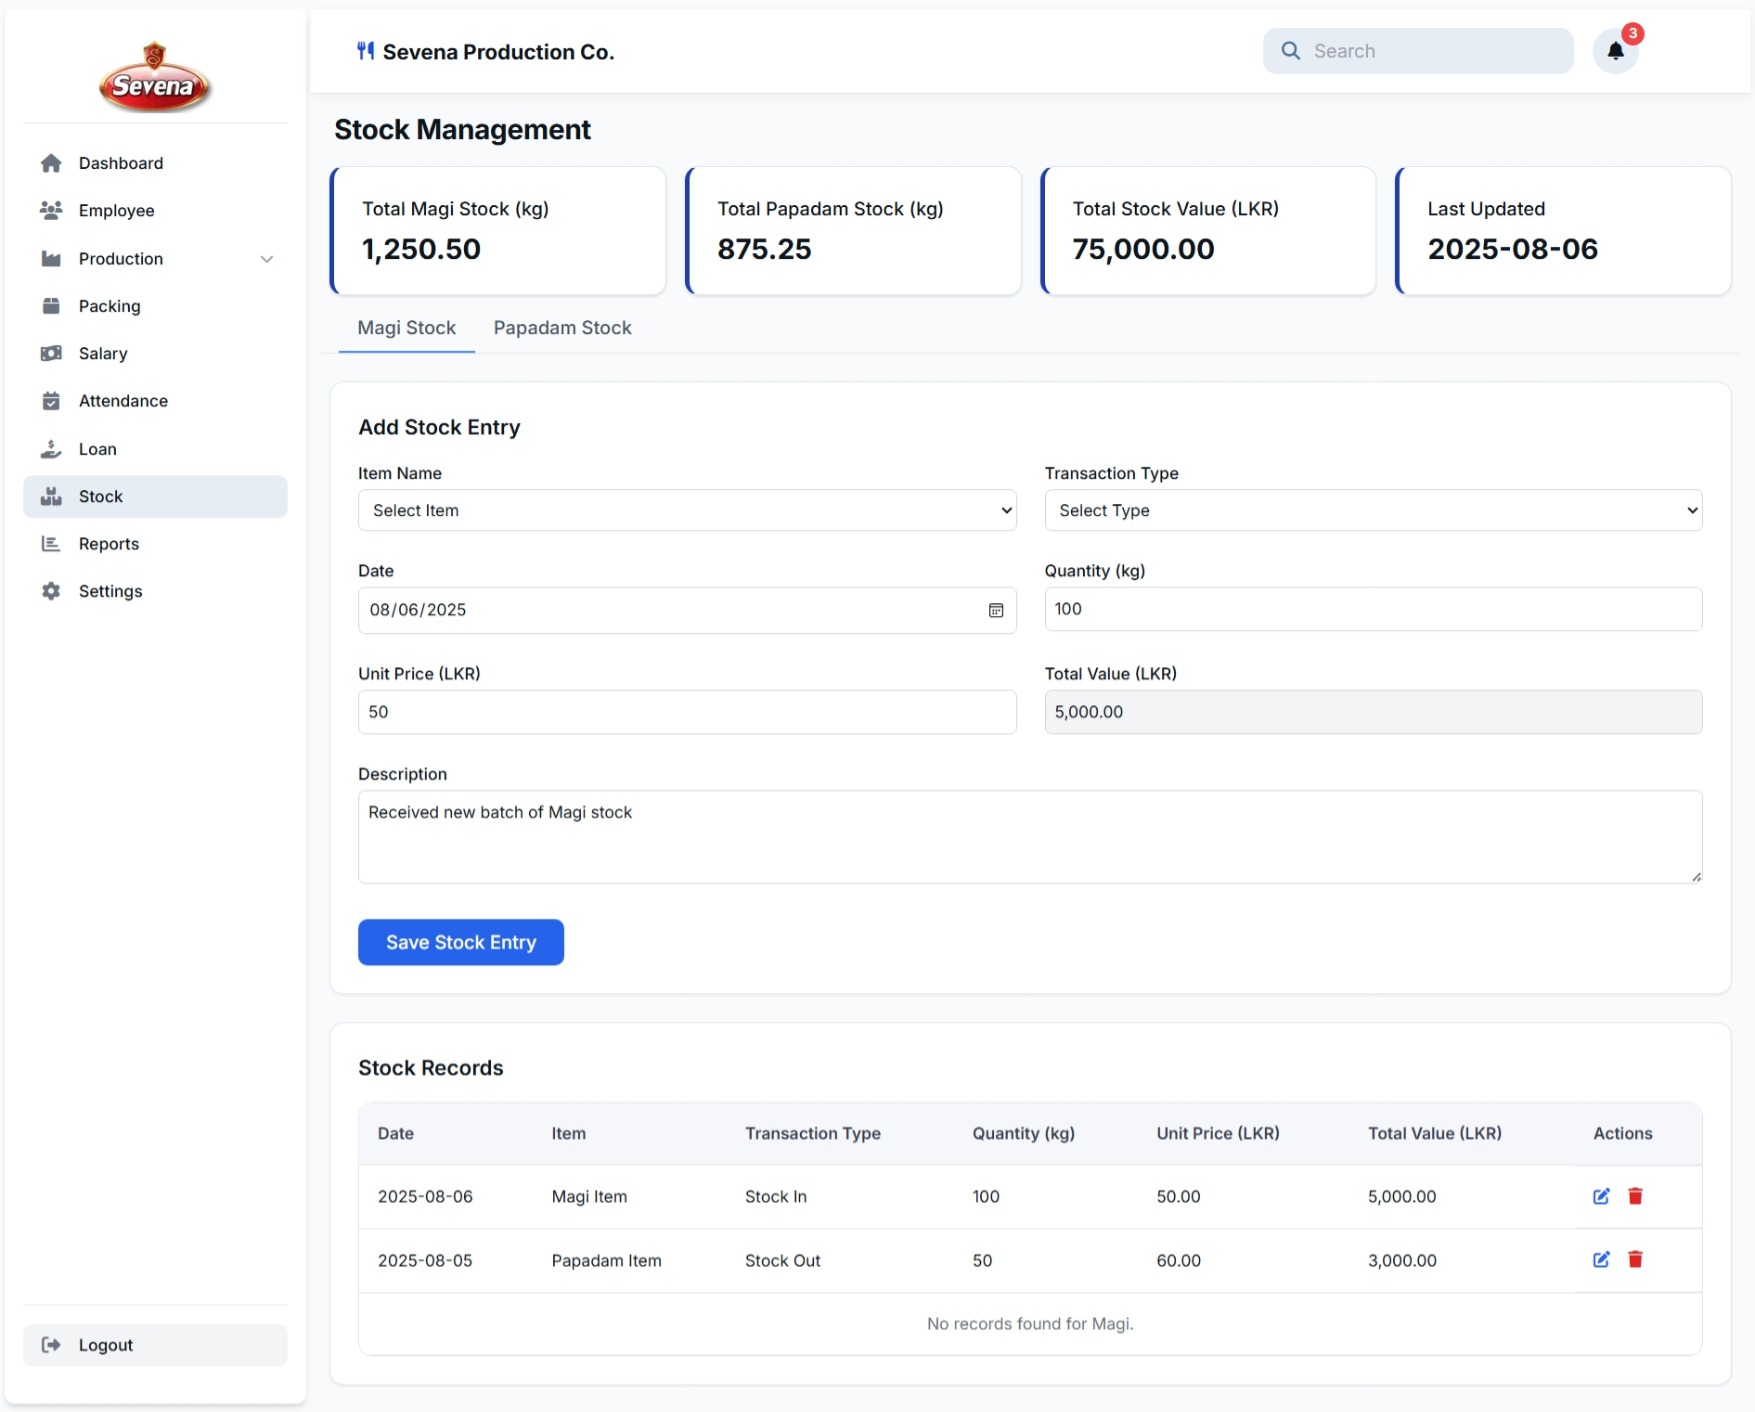 Sevena
Dashboard
Employee
Production
Packing
Salary
Attendance
Loan
Stock
Reports
Settings
Logout
Sevena Production Co.
Search
3
Stock Management
Total Magi Stock (kg)
1,250.50
Total Papadam Stock (kg)
875.25
Total Stock Value (LKR)
75,000.00
Last Updated
2025-08-06
Magi Stock Papadam Stock
Add Stock Entry
Item Name
Select Item
Transaction Type
Select Type
Date
08/06/2025
Quantity (kg)
100
Unit Price (LKR)
50
Total Value (LKR)
5,000.00
Description
Received new batch of Magi stock
Save Stock Entry
Stock Records
Date Item Transaction Type Quantity (kg) Unit Price (LKR) Total Value (LKR) Actions
2025-08-06 Magi Item Stock In 100 50.00 5,000.00
2025-08-05 Papadam Item Stock Out 50 60.00 3,000.00
No records found for Magi.